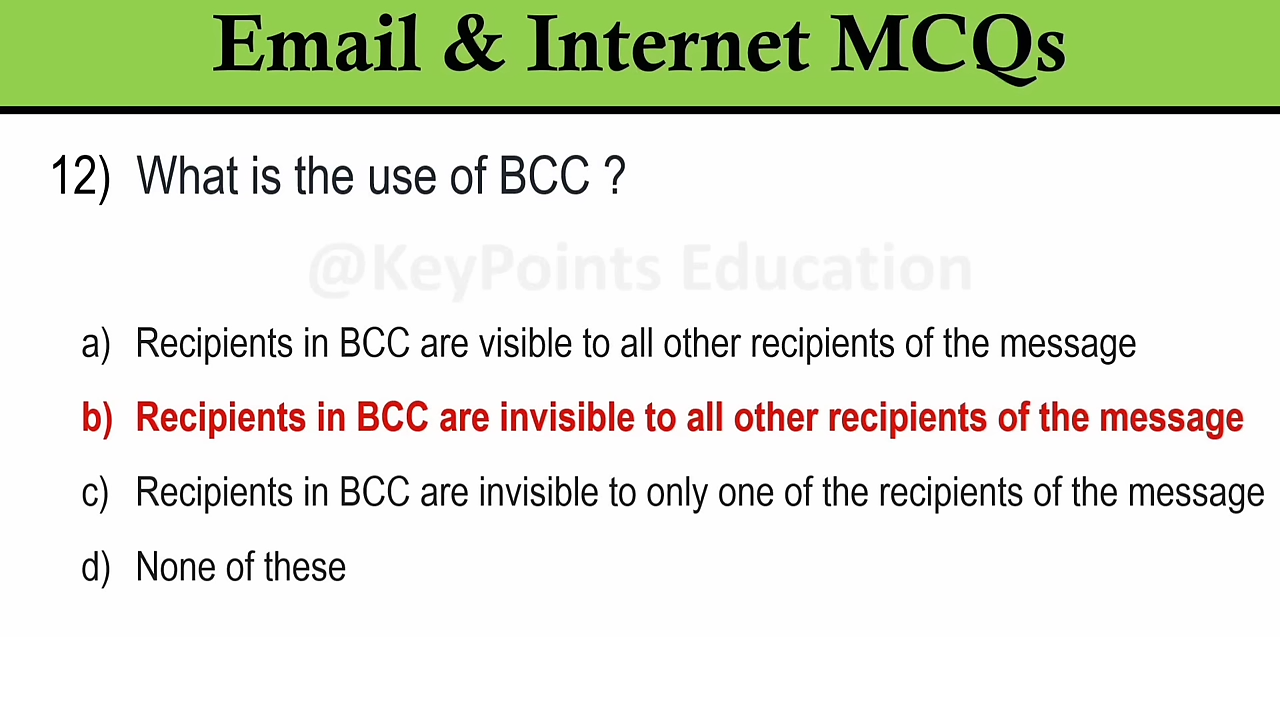 Email & Internet MCQs
12) What is the use of BCC ?
@KeyPoints Education
a) Recipients in BCC are visible to all other recipients of the message
b) Recipients in BCC are invisible to all other recipients of the message
c) Recipients in BCC are invisible to only one of the recipients of the message
d) None of these